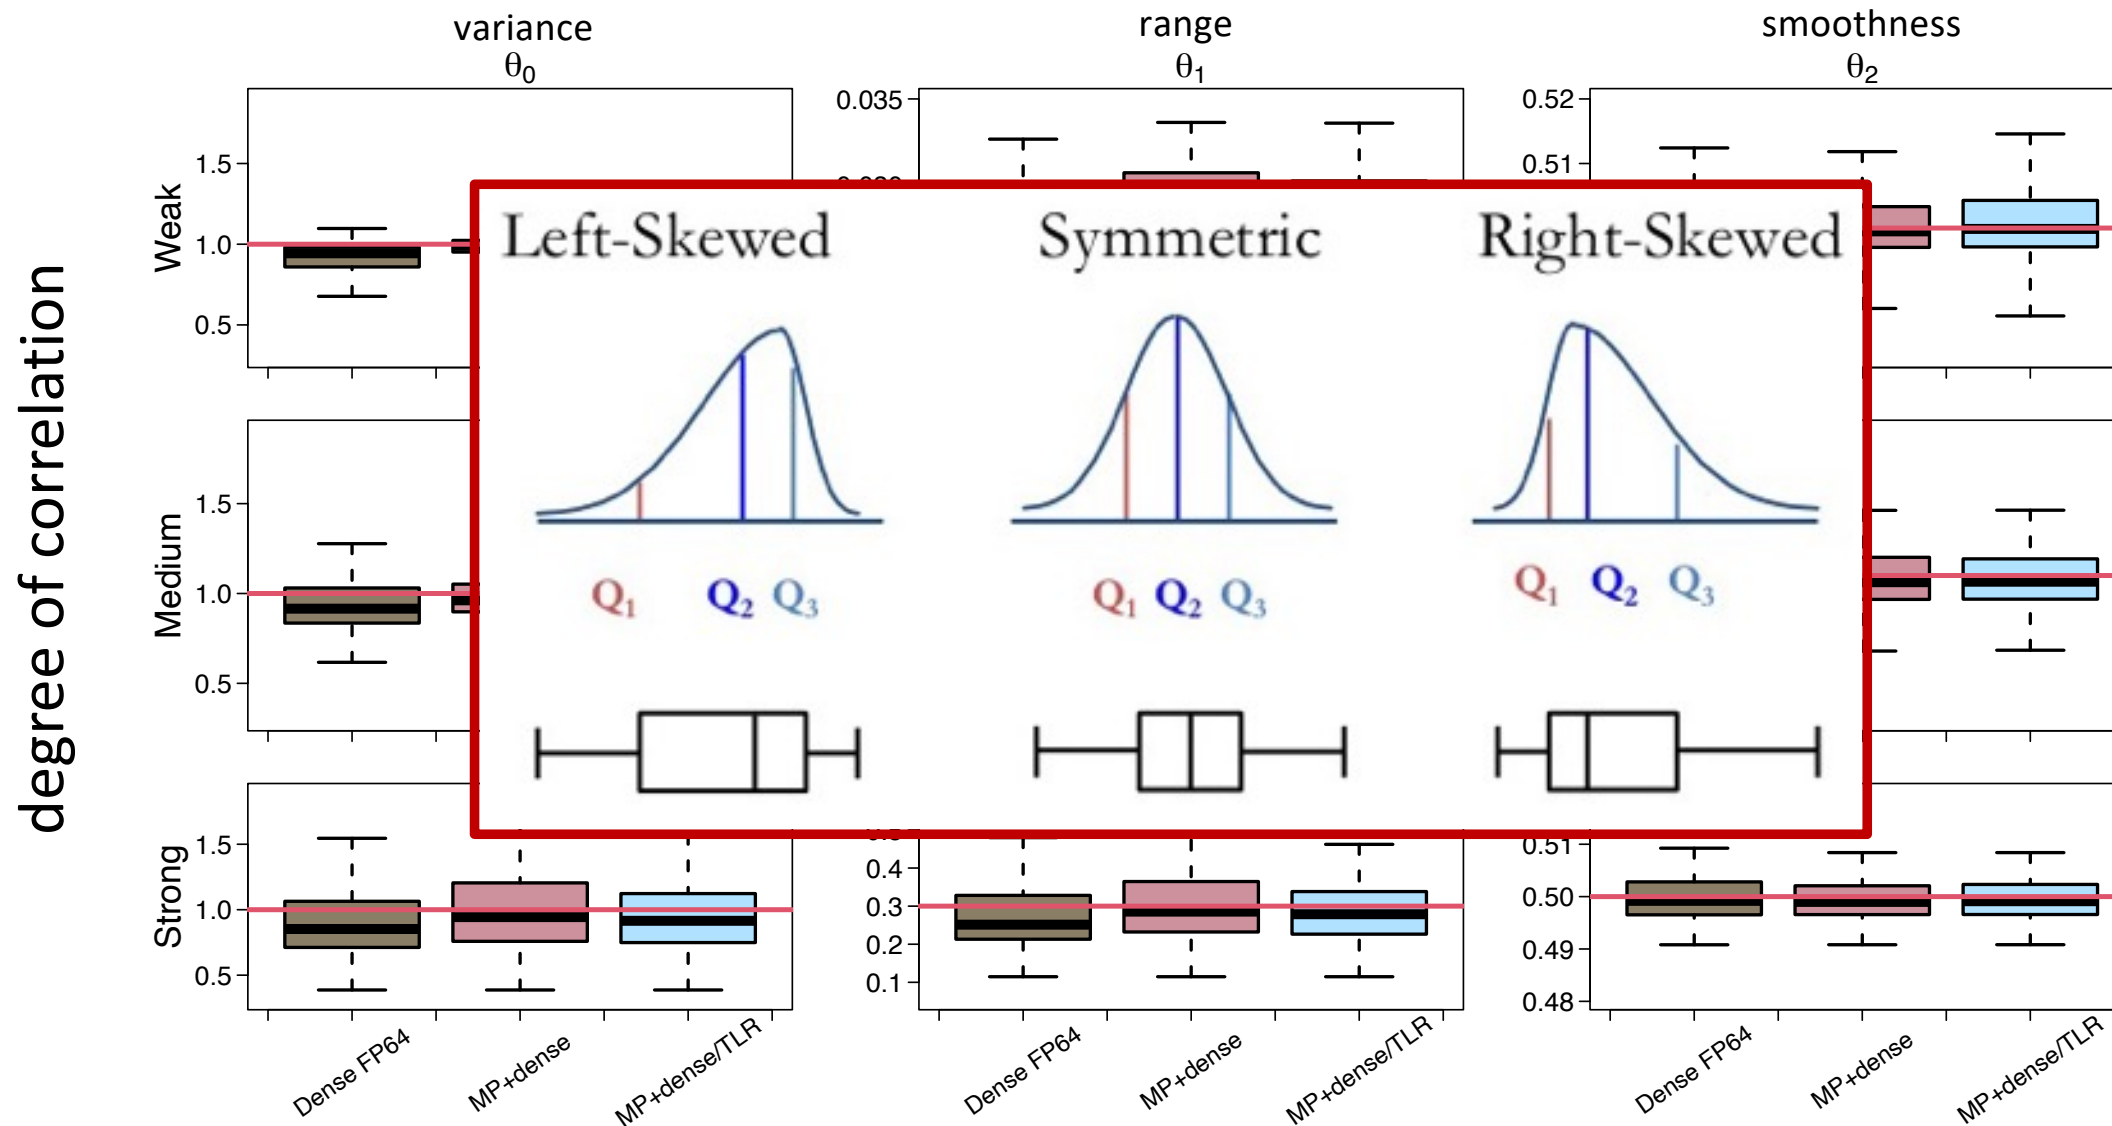 variance
θ0
range
θ1
smoothness
θ2
degree of correlation
Weak
1.5
1.0
0.5
0.035
0.52
0.51
Left-Skewed
Symmetric
Right-Skewed
Q1 Q2 Q3
Q1 Q2 Q3
Q1 Q2 Q3
Medium
1.5
1.0
0.5
Strong
1.5
1.0
0.5
0.4
0.3
0.2
0.1
0.51
0.50
0.49
0.48
Dense FP64
MP+dense
MP+dense/TLR
Dense FP64
MP+dense
MP+dense/TLR
Dense FP64
MP+dense
MP+dense/TLR